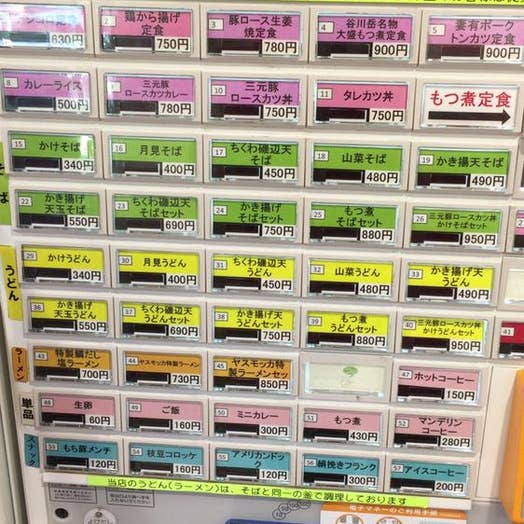 630円
2 鶏から揚げ
定食
750円
3 豚ロース生姜
焼定食
780円
4 谷川岳名物
大盛もつ煮定食
900円
5 妻有ポーク
トンカツ定食
900円
8 カレーライス
500円
9 三元豚
ロースカツカレー
780円
10 三元豚
ロースカツ丼
750円
11 タレカツ丼
750円
もつ煮定食
そば
15 かけそば
340円
16 月見そば
400円
17 ちくわ磯辺天
そば
450円
18 山菜そば
480円
19 かき揚天そば
490円
22 かき揚げ
天玉そば
550円
23 ちくわ磯辺天
そばセット
690円
24 かき揚げ
そばセット
750円
25 もつ煮
そばセット
880円
26 三元豚ロースカツ丼
かけそばセット
950円
うどん
29 かけうどん
340円
30 月見うどん
400円
31 ちくわ磯辺天
うどん
450円
32 山菜うどん
480円
33 かき揚げ天
うどん
490円
36 かき揚げ
天玉うどん
550円
37 ちくわ磯辺天
うどんセット
690円
38 かき揚げ
うどんセット
750円
39 もつ煮
うどんセット
880円
40 三元豚ロースカツ丼
かけうどんセット
950円
41
ラーメン
43 特製鯛だし
塩ラーメン
700円
44 ヤスモッカ特製ラーメン
730円
45 ヤスモッカ特
製ラーメンセッ
850円
47 ホットコーヒー
150円
単品
48 生卵
60円
49 ご飯
160円
50 ミニカレー
300円
51 もつ煮
430円
52 マンデリン
コーヒー
280円
スナック
53 もち豚メンチ
120円
54 枝豆コロッケ
160円
55 アメリカンドッ
ク
120円
56 絹挽きフランク
300円
57 アイスコーヒー
200円
当店のうどん(ラーメン)は、そばと同一の釜で調理しております
電子マネーのご利用手順